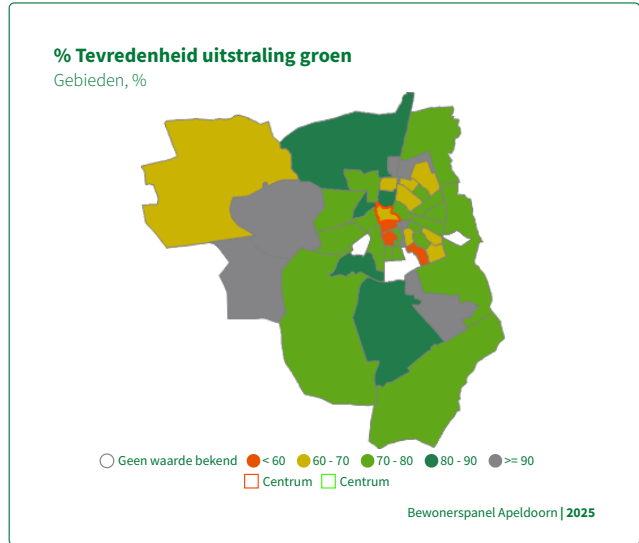 % Tevredenheid uitstraling groen
Gebieden, %
Geen waarde bekend < 60 60 - 70 70 - 80 80 - 90 >= 90
Centrum Centrum
Bewonerspanel Apeldoorn | 2025